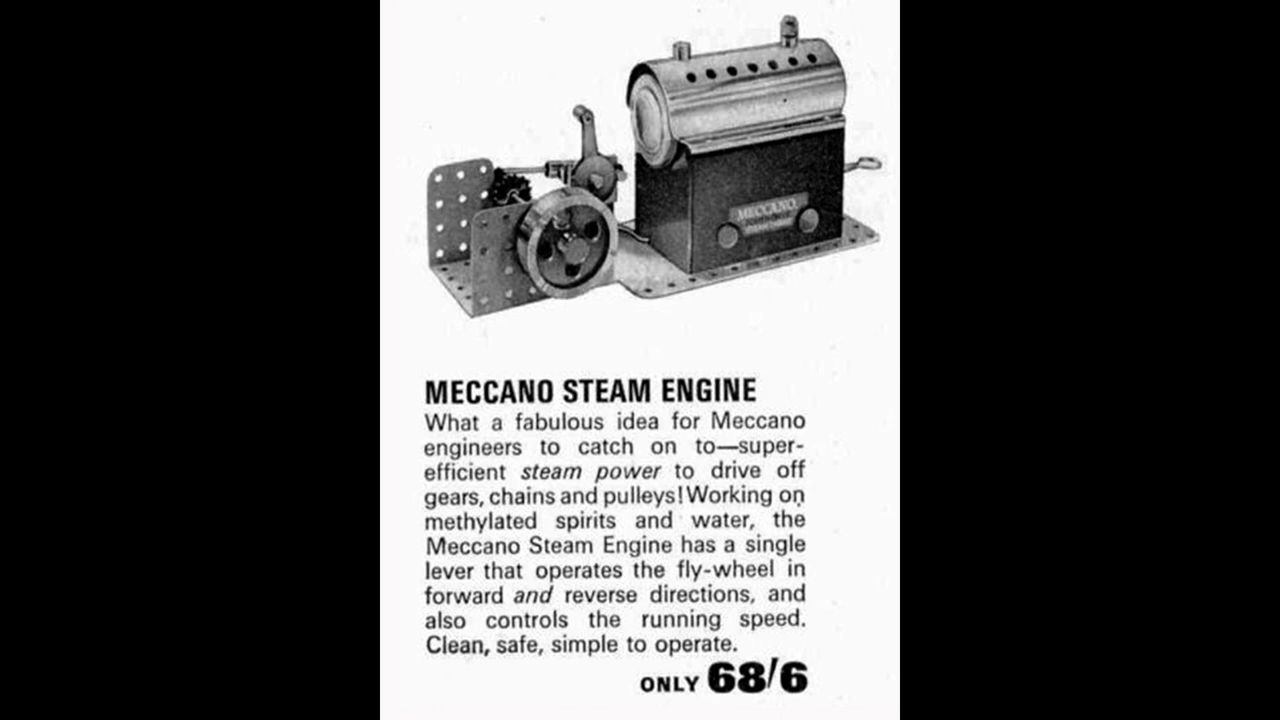 MECCANO
MECCANO STEAM ENGINE
What a fabulous idea for Meccano
engineers to catch on to—super-
efficient steam power to drive off
gears, chains and pulleys! Working on
methylated spirits and water, the
Meccano Steam Engine has a single
lever that operates the fly-wheel in
forward and reverse directions, and
also controls the running speed.
Clean, safe, simple to operate.
ONLY 68/6